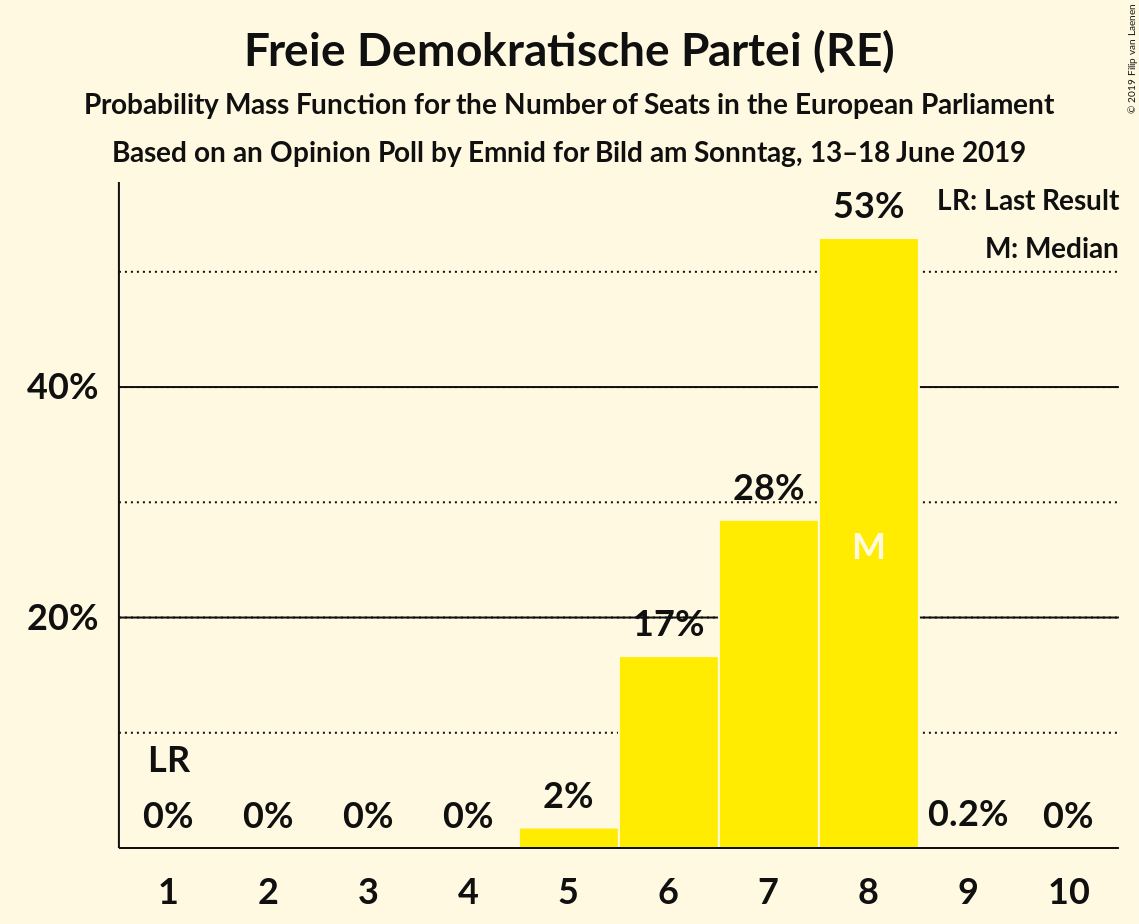 Freie Demokratische Partei (RE)
Probability Mass Function for the Number of Seats in the European Parliament
Based on an Opinion Poll by Emnid for Bild am Sonntag, 13–18 June 2019
© 2019 Filip van Laenen
LR: Last Result
M: Median
53%
40%
28%
M
20%
17%
LR
0%
0%
0%
0%
2%
0.2%
0%
1
2
3
4
5
6
7
8
9
10